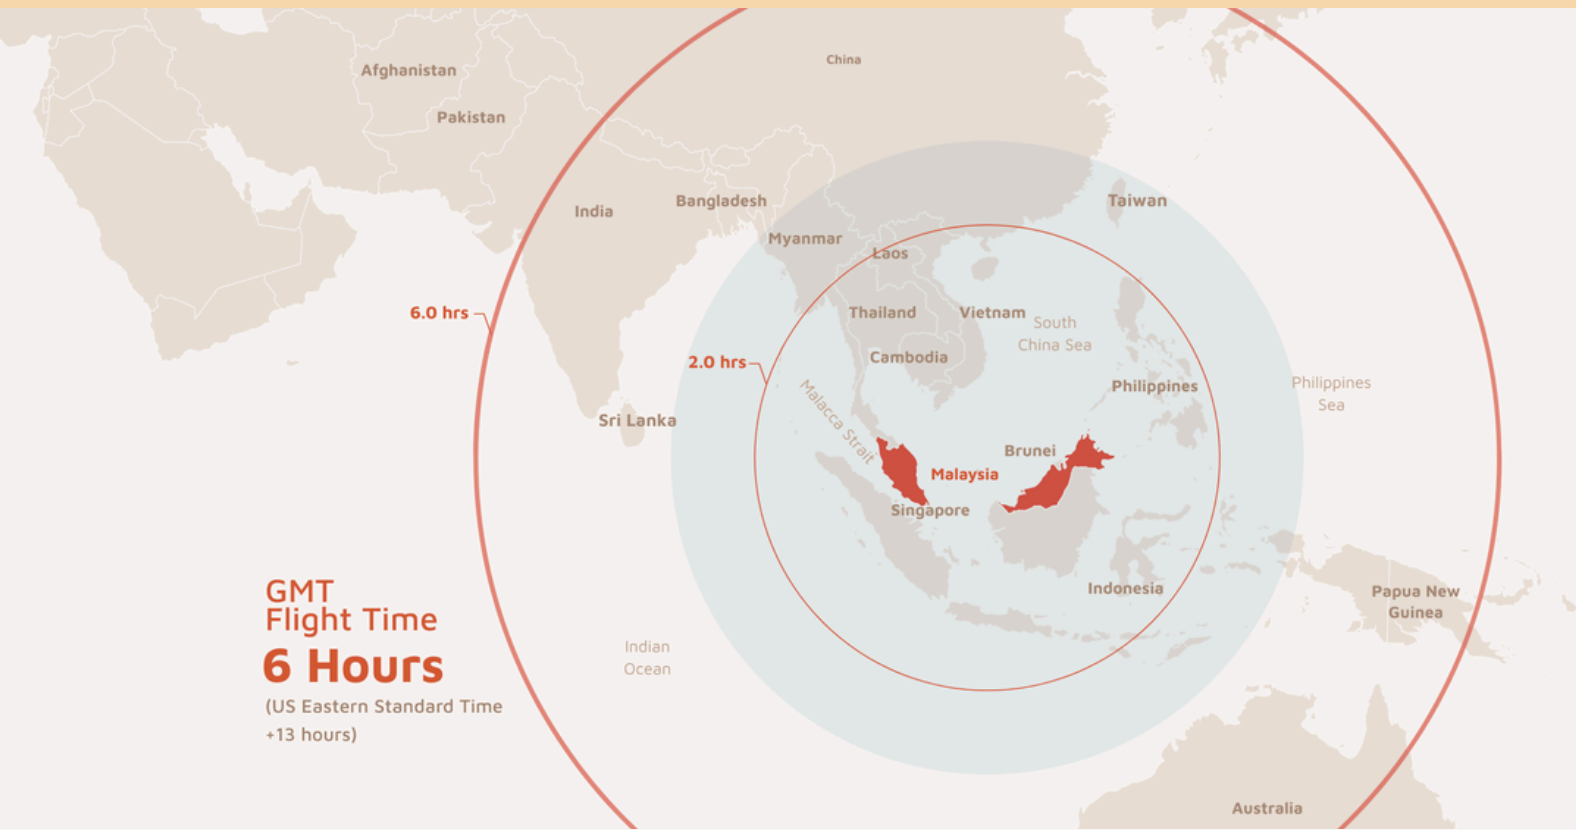 China
Afghanistan
Pakistan
India
Bangladesh
Taiwan
Myanmar
Laos
6.0 hrs
Thailand
Vietnam
South
China Sea
2.0 hrs
Cambodia
Philippines
Philippines
Sea
Malacca Strait
Sri Lanka
Brunei
Malaysia
Singapore
Indonesia
Papua New
Guinea
GMT
Flight Time
6 Hours
(US Eastern Standard Time
+13 hours)
Indian
Ocean
Australia